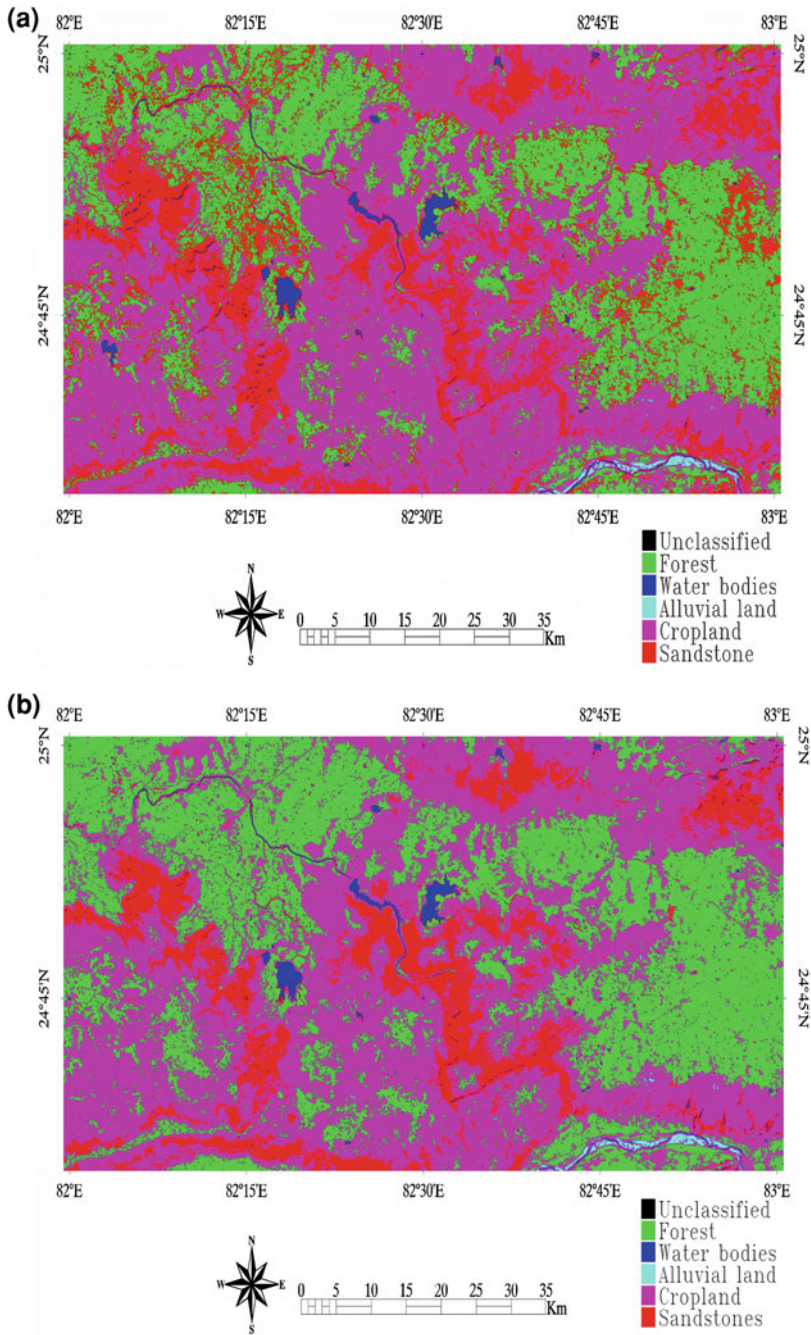 (a)
82°E 82°15'E 82°30'E 82°45'E 83°E
25°N 25°N
24°45'N 24°45'N
82°E 82°15'E 82°30'E 82°45'E 83°E
Unclassified
Forest
Water bodies
Alluvial land
Cropland
Sandstone
N
W E
S
0 5 10 15 20 25 30 35
Km
(b)
82°E 82°15'E 82°30'E 82°45'E 83°E
25°N 25°N
24°45'N 24°45'N
82°E 82°15'E 82°30'E 82°45'E 83°E
Unclassified
Forest
Water bodies
Alluvial land
Cropland
Sandstones
N
W E
S
0 5 10 15 20 25 30 35
Km